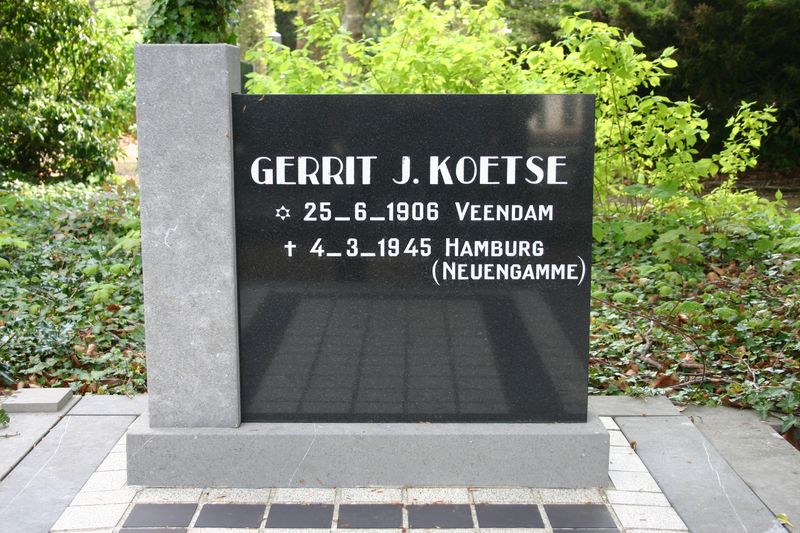 GERRIT J. KOETSE
✡ 25_6_1906 VEENDAM
✝ 4_3_1945 HAMBURG
(NEUENGAMME)